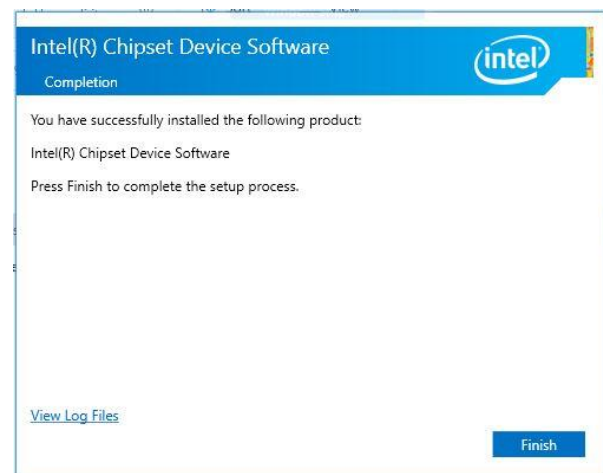 Intel(R) Chipset Device Software
intel
Completion
You have successfully installed the following product:
Intel(R) Chipset Device Software
Press Finish to complete the setup process.
View Log Files
Finish